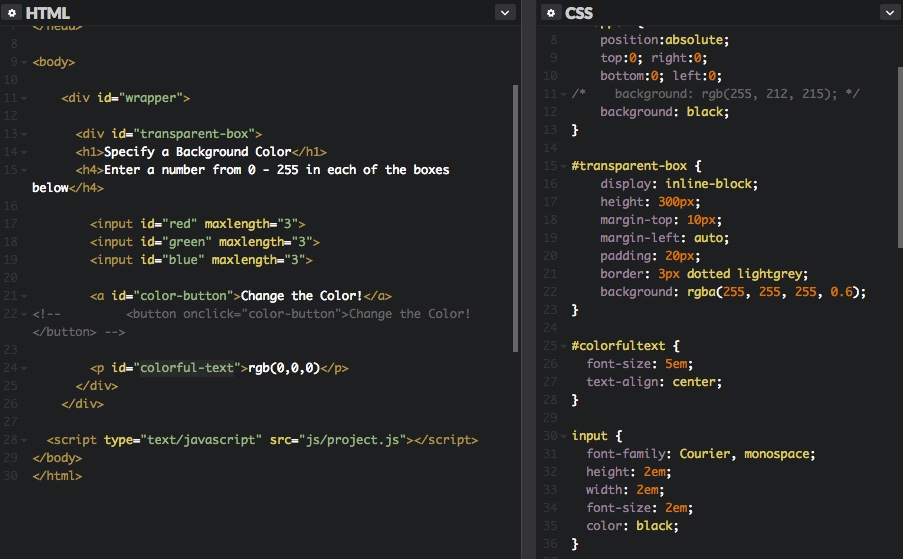 HTML
</head>
8
9 <body>
10
11 <div id="wrapper">
12
13 <div id="transparent-box">
14 <h1>Specify a Background Color</h1>
15 <h4>Enter a number from 0 - 255 in each of the boxes
below</h4>
16
17 <input id="red" maxlength="3">
18 <input id="green" maxlength="3">
19 <input id="blue" maxlength="3">
20
21 <a id="color-button">Change the Color!</a>
22 <!-- <button onclick="color-button">Change the Color!
</button> -->
23
24 <p id="colorful-text">rgb(0,0,0)</p>
25 </div>
26 </div>
27
28 <script type="text/javascript" src="js/project.js"></script>
29 </body>
30 </html>
CSS
8 position:absolute;
9 top:0; right:0;
10 bottom:0; left:0;
11 /* background: rgb(255, 212, 215); */
12 background: black;
13 }
14
15 #transparent-box {
16 display: inline-block;
17 height: 300px;
18 margin-top: 10px;
19 margin-left: auto;
20 padding: 20px;
21 border: 3px dotted lightgrey;
22 background: rgba(255, 255, 255, 0.6);
23 }
24
25 #colorfultext {
26 font-size: 5em;
27 text-align: center;
28 }
29
30 input {
31 font-family: Courier, monospace;
32 height: 2em;
33 width: 2em;
34 font-size: 2em;
35 color: black;
36 }